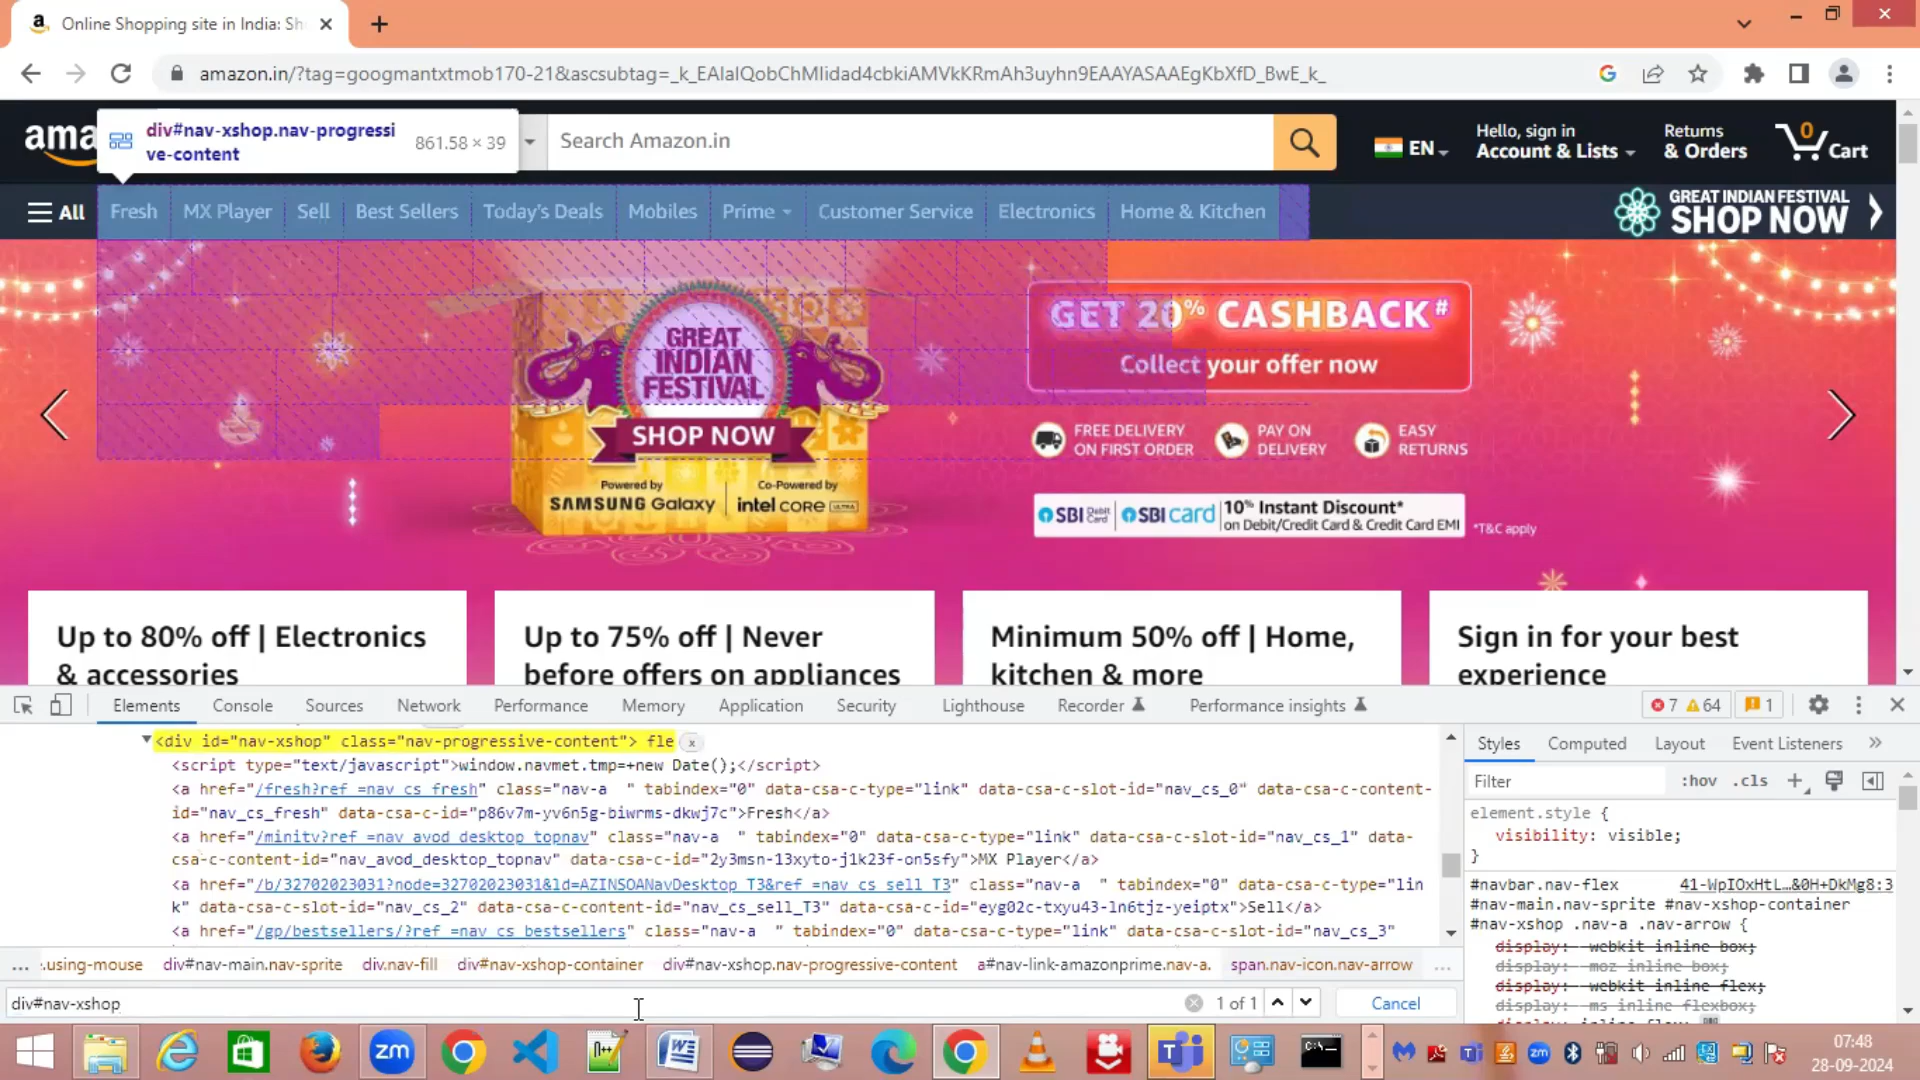 Online Shopping site in India: Sh
amazon.in/?tag=googmantxtmob170-21&ascsubtag=_k_EAIaIQobChMIidad4cbkiAMVkKRmAh3uyhn9EAAYASAAEgKbXfD_BwE_k_
ama
div#nav-xshop.nav-progressi
ve-content
861.58 × 39
Search Amazon.in
EN
Hello, sign in
Account & Lists
Returns
& Orders
0
Cart
All
Fresh
MX Player
Sell
Best Sellers
Today's Deals
Mobiles
Prime
Customer Service
Electronics
Home & Kitchen
GREAT INDIAN FESTIVAL
SHOP NOW
GREAT
INDIAN
FESTIVAL
SHOP NOW
Powered by
SAMSUNG Galaxy
Co-Powered by
intel CORE ULTRA
GET 20% CASHBACK#
Collect your offer now
FREE DELIVERY
ON FIRST ORDER
PAY ON
DELIVERY
EASY
RETURNS
SBI Debit Card
SBI card
10% Instant Discount*
on Debit/Credit Card & Credit Card EMI
*T&C apply
Up to 80% off | Electronics
& accessories
Up to 75% off | Never
before offers on appliances
Minimum 50% off | Home,
kitchen & more
Sign in for your best
experience
Elements
Console
Sources
Network
Performance
Memory
Application
Security
Lighthouse
Recorder
Performance insights
7
64
1
<div id="nav-xshop" class="nav-progressive-content"> fle
<script type="text/javascript">window.navmet.tmp=+new Date();</script>
<a href="/fresh?ref_=nav_cs_fresh" class="nav-a  " tabindex="0" data-csa-c-type="link" data-csa-c-slot-id="nav_cs_0" data-csa-c-content-
id="nav_cs_fresh" data-csa-c-id="p86v7m-yv6n5g-biwrms-dkwj7c">Fresh</a>
<a href="/minitv?ref_=nav_avod_desktop_topnav" class="nav-a  " tabindex="0" data-csa-c-type="link" data-csa-c-slot-id="nav_cs_1" data-
csa-c-content-id="nav_avod_desktop_topnav" data-csa-c-id="2y3msn-13xyto-j1k23f-on5sfy">MX Player</a>
<a href="/b/32702023031?node=32702023031&ld=AZINSOANavDesktop_T3&ref_=nav_cs_sell_T3" class="nav-a  " tabindex="0" data-csa-c-type="lin
k" data-csa-c-slot-id="nav_cs_2" data-csa-c-content-id="nav_cs_sell_T3" data-csa-c-id="eyg02c-txyu43-ln6tjz-yeiptx">Sell</a>
<a href="/gp/bestsellers/?ref_=nav_cs_bestsellers" class="nav-a  " tabindex="0" data-csa-c-type="link" data-csa-c-slot-id="nav_cs_3"
... :.using-mouse
div#nav-main.nav-sprite
div.nav-fill
div#nav-xshop-container
div#nav-xshop.nav-progressive-content
a#nav-link-amazonprime.nav-a.
span.nav-icon.nav-arrow
...
div#nav-xshop
1 of 1
Cancel
Styles
Computed
Layout
Event Listeners
Filter
:hov
.cls
element.style {
visibility: visible;
}
#navbar.nav-flex
41-WpIOxHtL…&0H+DkMg8:3
#nav-main.nav-sprite #nav-xshop-container
#nav-xshop .nav-a .nav-arrow {
display: -webkit-inline-box;
display: -moz-inline-box;
display: -webkit-inline-flex;
display: -ms-inline-flexbox;
07:48
28-09-2024